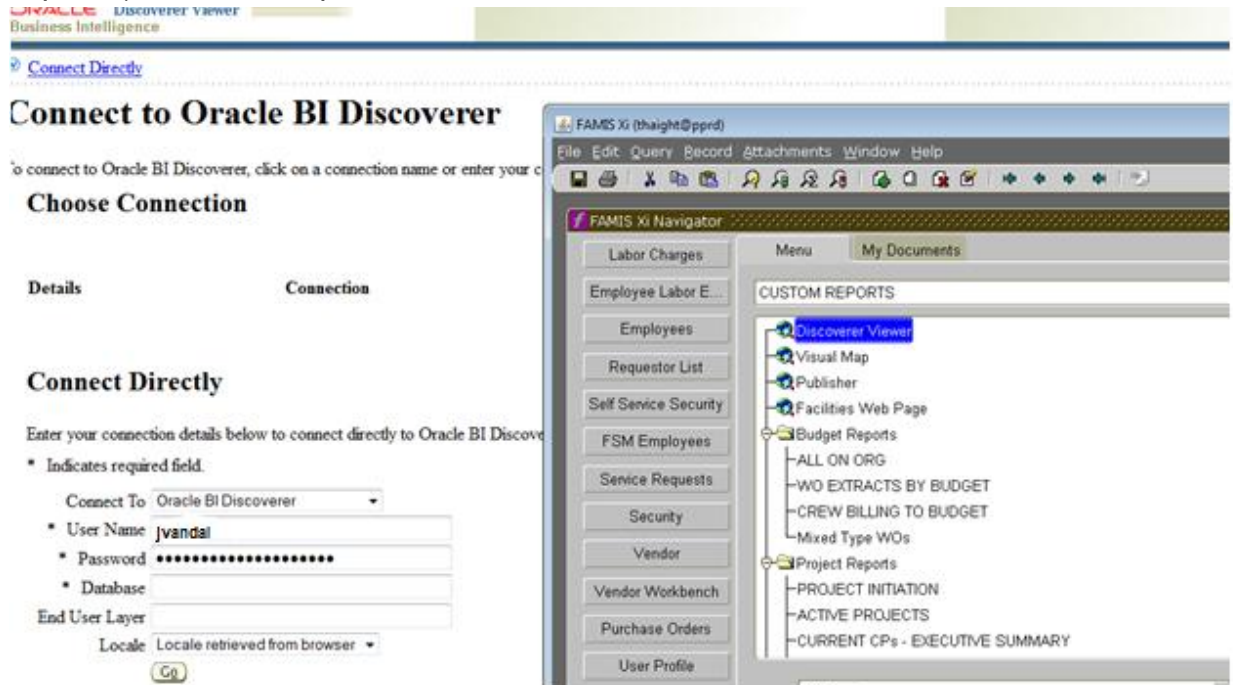 ORACLE Discoverer Viewer
Business Intelligence
Connect Directly
Connect to Oracle BI Discoverer
To connect to Oracle BI Discoverer, click on a connection name or enter your c
Choose Connection
Details Connection
Connect Directly
Enter your connection details below to connect directly to Oracle BI Discove
* Indicates required field.
Connect To Oracle BI Discoverer
* User Name jvandal
* Password ••••••••••••••••••••
* Database
End User Layer
Locale Locale retrieved from browser
Go
FAMIS Xi (thaight@pprd)
File Edit Query Record Attachments Window Help
FAMIS Xi Navigator
Labor Charges
Employee Labor E...
Employees
Requestor List
Self Service Security
FSM Employees
Service Requests
Security
Vendor
Vendor Workbench
Purchase Orders
User Profile
Menu My Documents
CUSTOM REPORTS
Discoverer Viewer
Visual Map
Publisher
Facilities Web Page
Budget Reports
ALL ON ORG
WO EXTRACTS BY BUDGET
CREW BILLING TO BUDGET
Mixed Type WOs
Project Reports
PROJECT INITIATION
ACTIVE PROJECTS
CURRENT CPs - EXECUTIVE SUMMARY